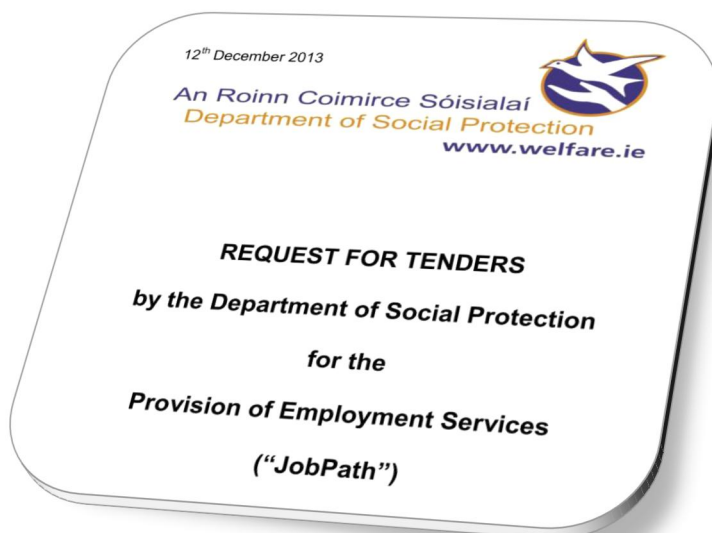 12th December 2013
An Roinn Coimirce Sóisialaí
Department of Social Protection
www.welfare.ie
REQUEST FOR TENDERS
by the Department of Social Protection
for the
Provision of Employment Services
(“JobPath”)